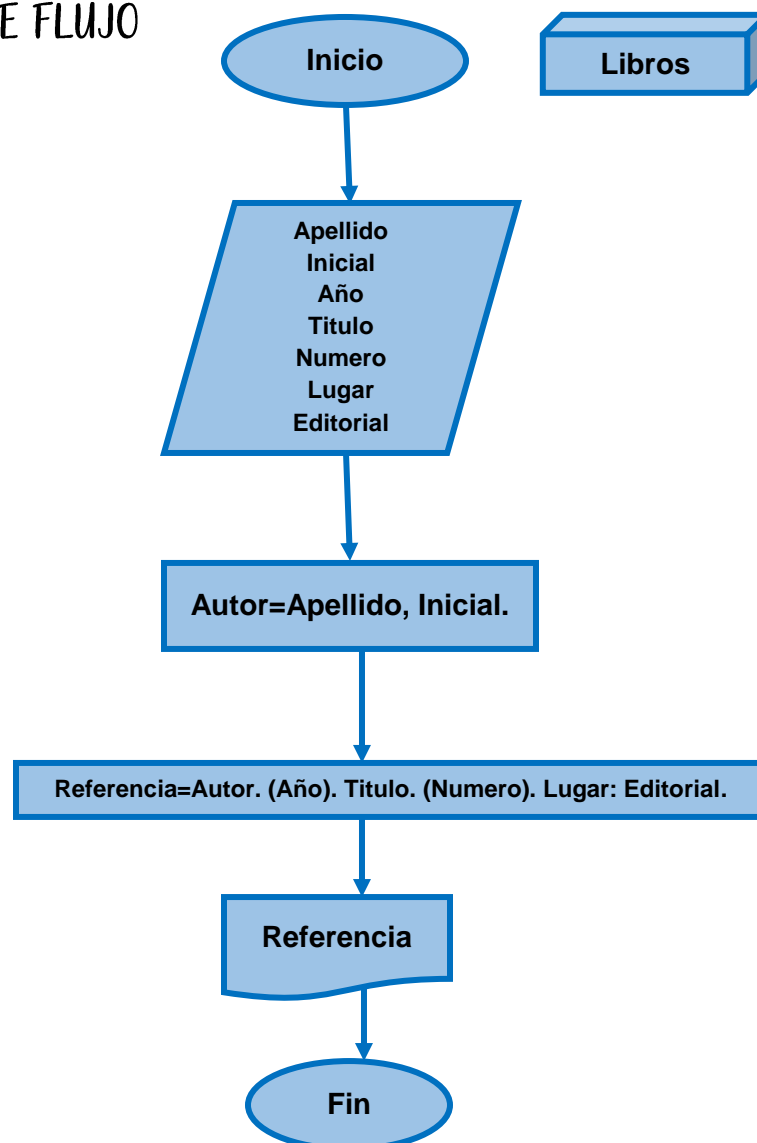 E FLUJO
Inicio
Libros
Apellido
Inicial
Año
Titulo
Numero
Lugar
Editorial
Autor=Apellido, Inicial.
Referencia=Autor. (Año). Titulo. (Numero). Lugar: Editorial.
Referencia
Fin